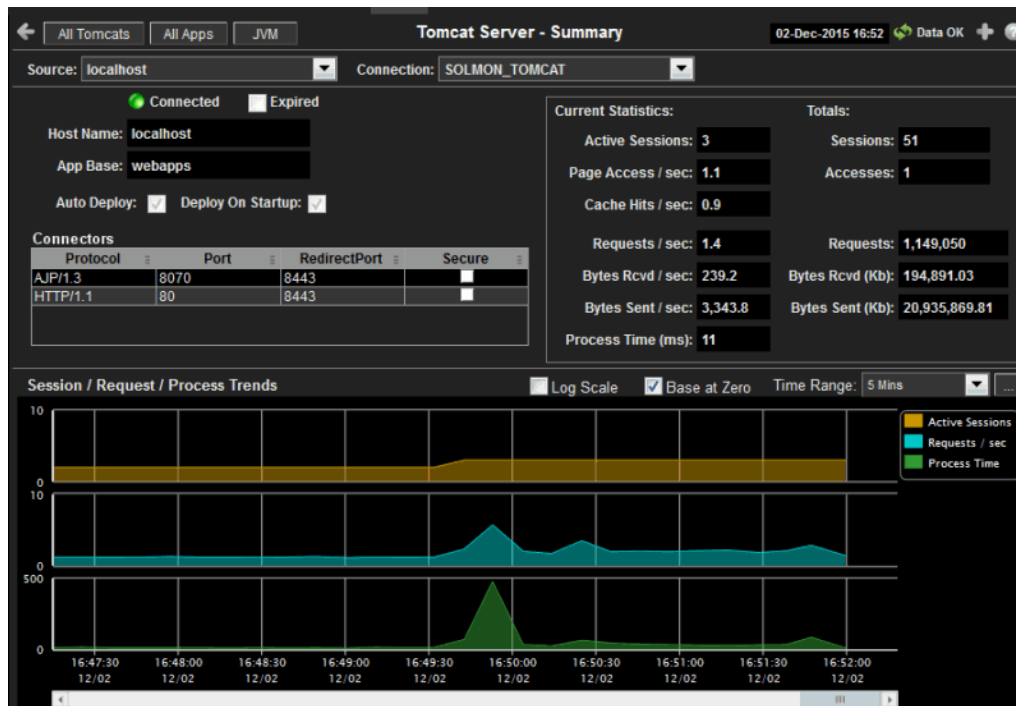 All Tomcats All Apps JVM Tomcat Server - Summary 02-Dec-2015 16:52 Data OK
Source: localhost Connection: SOLMON_TOMCAT
Connected Expired
Host Name: localhost
App Base: webapps
Auto Deploy: Deploy On Startup:
Connectors
Protocol Port RedirectPort Secure
AJP/1.3 8070 8443
HTTP/1.1 80 8443
Current Statistics: Totals:
Active Sessions: 3 Sessions: 51
Page Access / sec: 1.1 Accesses: 1
Cache Hits / sec: 0.9
Requests / sec: 1.4 Requests: 1,149,050
Bytes Rcvd / sec: 239.2 Bytes Rcvd (Kb): 194,891.03
Bytes Sent / sec: 3,343.8 Bytes Sent (Kb): 20,935,869.81
Process Time (ms): 11
Session / Request / Process Trends Log Scale Base at Zero Time Range: 5 Mins ...
10
0
10
0
500
0
Active Sessions
Requests / sec
Process Time
16:47:30 16:48:00 16:48:30 16:49:00 16:49:30 16:50:00 16:50:30 16:51:00 16:51:30 16:52:00
12/02 12/02 12/02 12/02 12/02 12/02 12/02 12/02 12/02 12/02